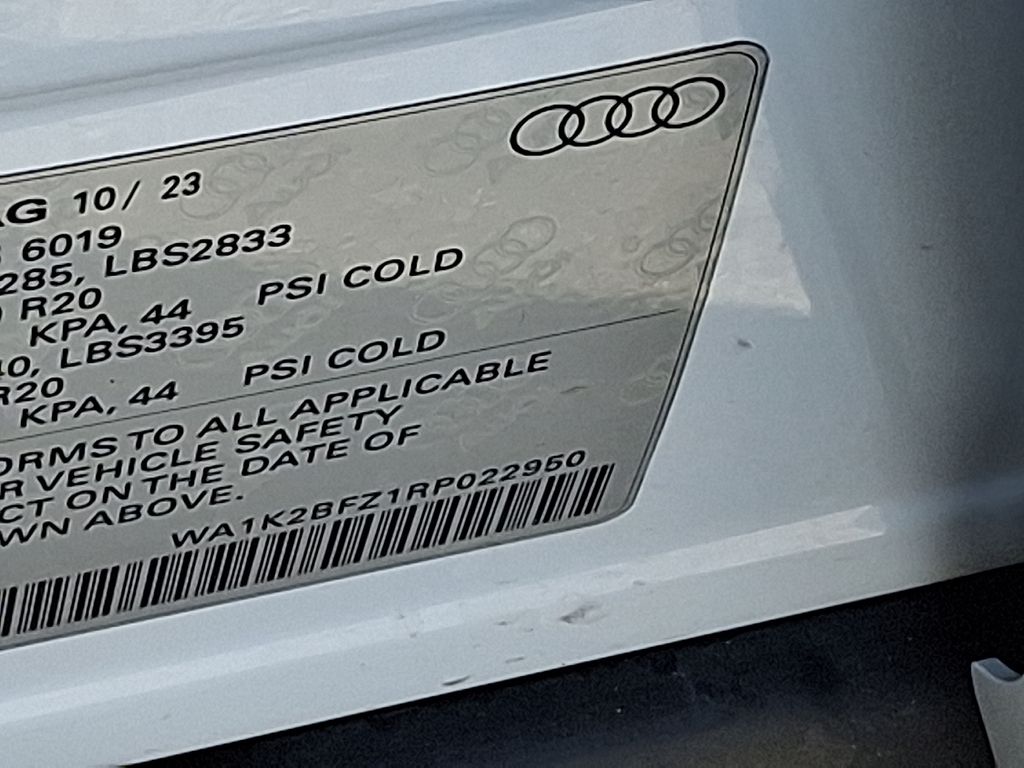 AG 10/ 23
6019
285, LBS2833
R20
KPA, 44 PSI COLD
40, LBS3395
R20
KPA, 44 PSI COLD
ORMS TO ALL APPLICABLE
R VEHICLE SAFETY
CT ON THE DATE OF
WN ABOVE.
WA1K2BFZ1RP022950